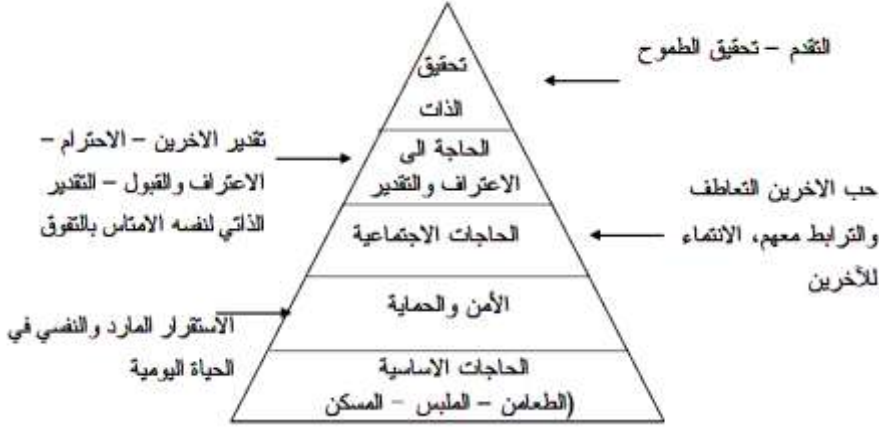 التقدم – تحقيق الطموح
تحقيق
الذات
تقدير الاخرين – الاحترام –
الاعتراف والقبول – التقدير
الذاتي لنفسه الامتاس بالتفوق
الحاجة الى
الاعتراف والتقدير
حب الاخرين التعاطف
والترابط معهم، الانتماء
للآخرين
الحاجات الاجتماعية
الأمن والحماية
الاستقرار المارد والنفسي في
الحياة اليومية
الحاجات الاساسية
(الطعامن – الملبس – المسكن